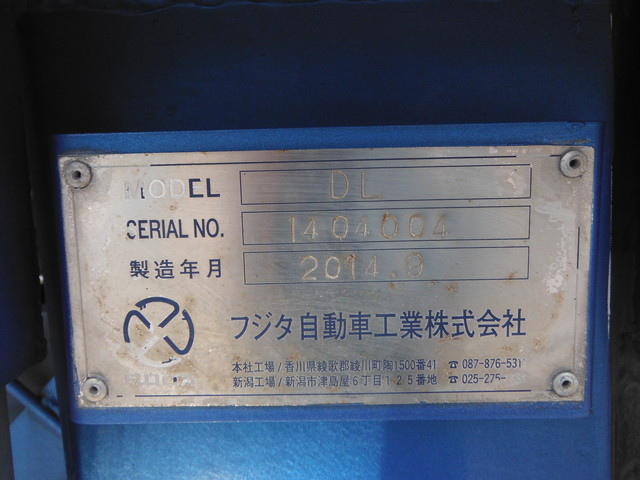 MODEL DL
SERIAL NO. 1404004
製造年月 2014.9
フジタ自動車工業株式会社
本社工場/香川県綾歌郡綾川町陶1500番41 ☎087-876-531
新潟工場/新潟市津島屋6丁目125番地 ☎025-275-